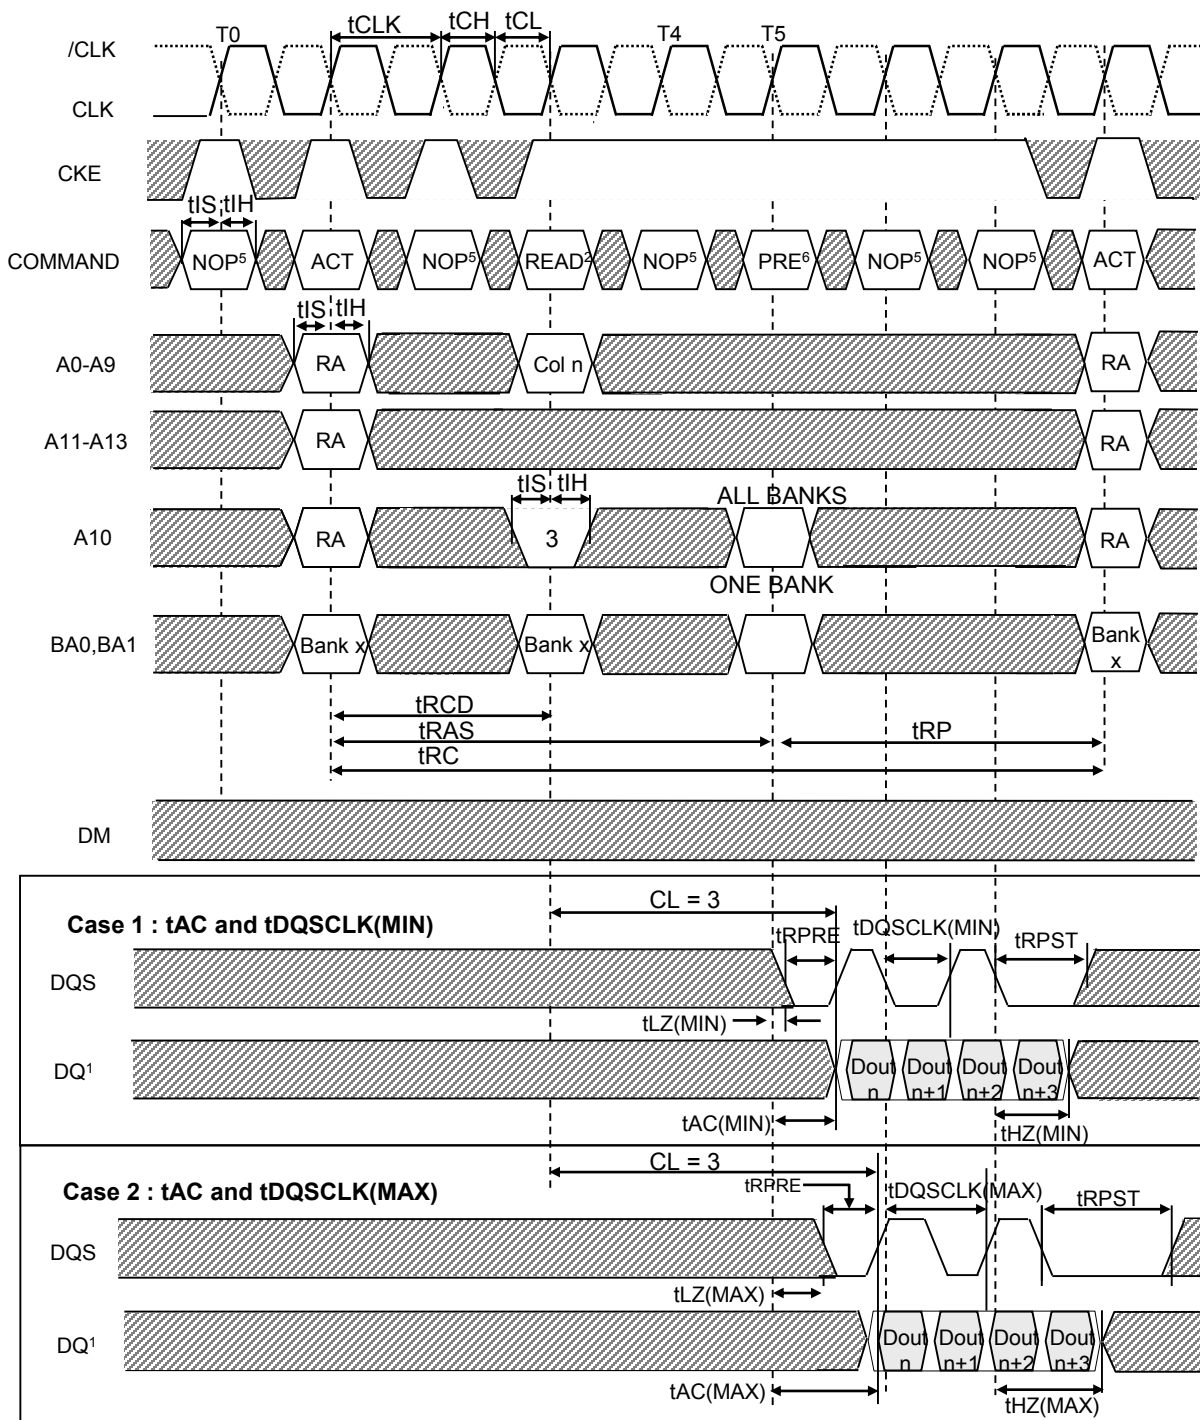 tCLK tCH tCL
T0 T4 T5
/CLK
CLK
CKE
tIS tIH
COMMAND NOP⁵ ACT NOP⁵ READ² NOP⁵ PRE⁶ NOP⁵ NOP⁵ ACT
tIS tIH
A0-A9 RA Col n RA
A11-A13 RA RA
tIS tIH ALL BANKS
A10 RA 3 RA
ONE BANK
BA0,BA1 Bank x Bank x Bank x
tRCD
tRAS tRP
tRC
DM
CL = 3
Case 1 : tAC and tDQSCLK(MIN)
tRPRE tDQSCLK(MIN) tRPST
DQS
tLZ(MIN)
DQ¹ Dout n Dout n+1 Dout n+2 Dout n+3
tAC(MIN) tHZ(MIN)
CL = 3
Case 2 : tAC and tDQSCLK(MAX)
tRPRE tDQSCLK(MAX) tRPST
DQS
tLZ(MAX)
DQ¹ Dout n Dout n+1 Dout n+2 Dout n+3
tAC(MAX) tHZ(MAX)